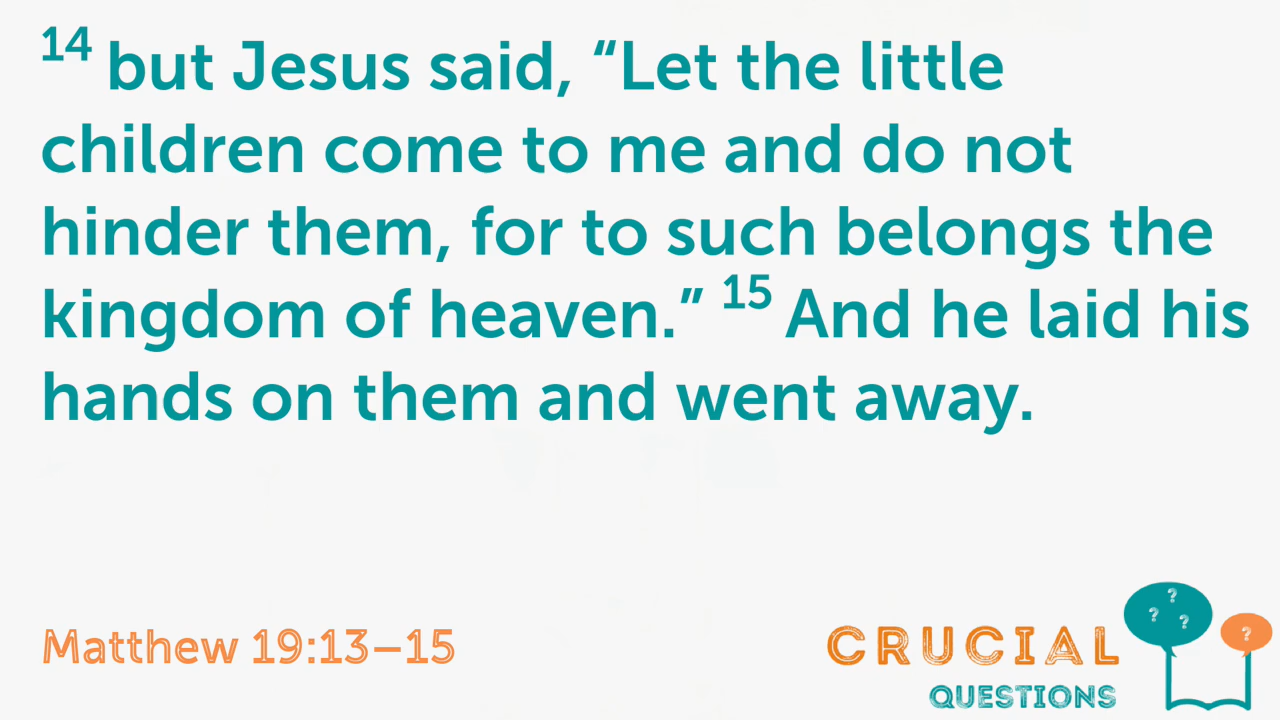 14 but Jesus said, “Let the little
children come to me and do not
hinder them, for to such belongs the
kingdom of heaven.” 15 And he laid his
hands on them and went away.
Matthew 19:13–15
CRUCIAL
QUESTIONS
? ? ? ?